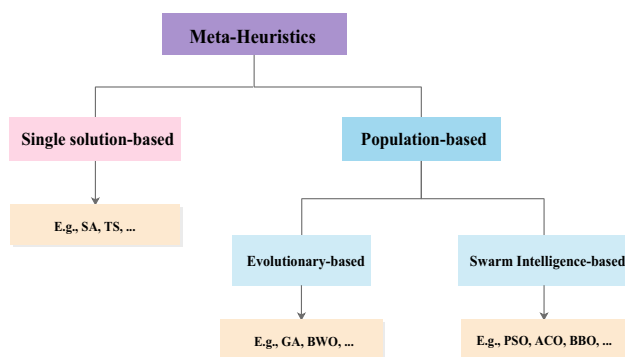 Meta-Heuristics
Single solution-based
Population-based
E.g., SA, TS, ...
Evolutionary-based
Swarm Intelligence-based
E.g., GA, BWO, ...
E.g., PSO, ACO, BBO, ...